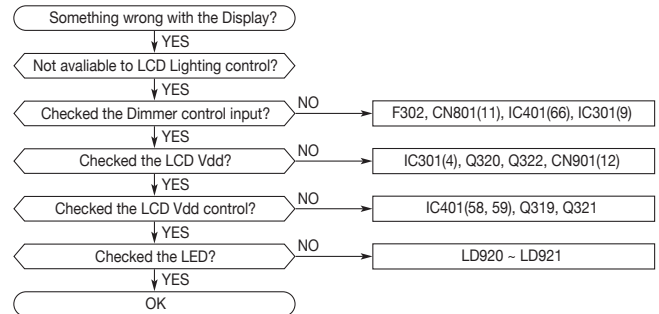 Something wrong with the Display?
YES
Not avaliable to LCD Lighting control?
YES
Checked the Dimmer control input?
NO
F302, CN801(11), IC401(66), IC301(9)
YES
Checked the LCD Vdd?
NO
IC301(4), Q320, Q322, CN901(12)
YES
Checked the LCD Vdd control?
NO
IC401(58, 59), Q319, Q321
YES
Checked the LED?
NO
LD920 ~ LD921
YES
OK